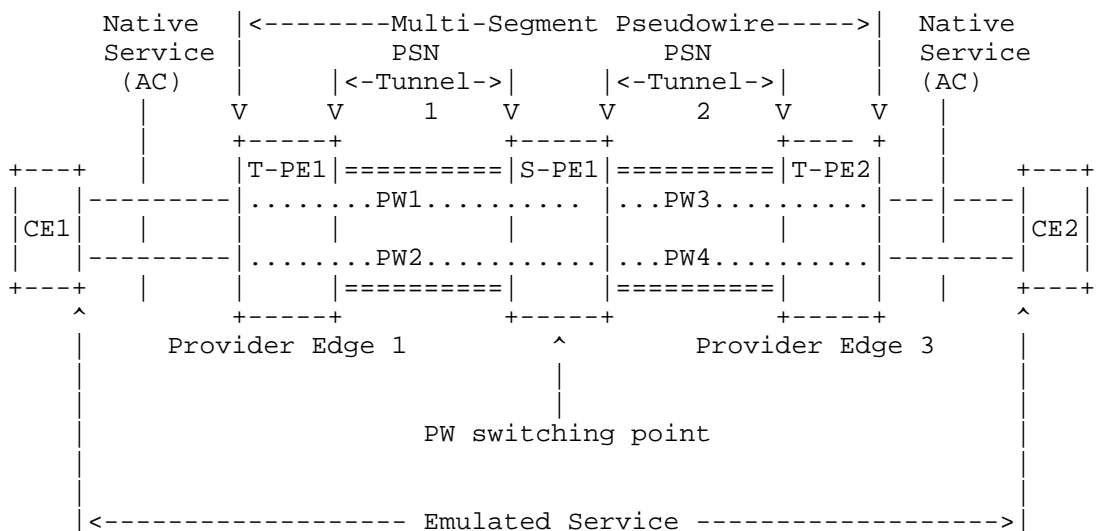 Native |<--------Multi-Segment Pseudowire----->| Native
Service | PSN PSN | Service
(AC) | |<-Tunnel->| |<-Tunnel->| | (AC)
| V V 1 V V 2 V V |
| +-----+ +-----+ +---- + |
+---+ | |T-PE1|==========|S-PE1|==========|T-PE2| | +---+
| |---------|........PW1.......... |...PW3..........|---|----| |
|CE1| | | | | | | | | | |CE2|
| |---------|........PW2...........|...PW4..........|--------| |
+---+ | | |==========| |==========| | | +---+
^ +-----+ +-----+ +-----+ ^
| Provider Edge 1 ^ Provider Edge 3 |
| | |
| | |
| PW switching point |
| |
| |
|<------------------- Emulated Service ------------------->|